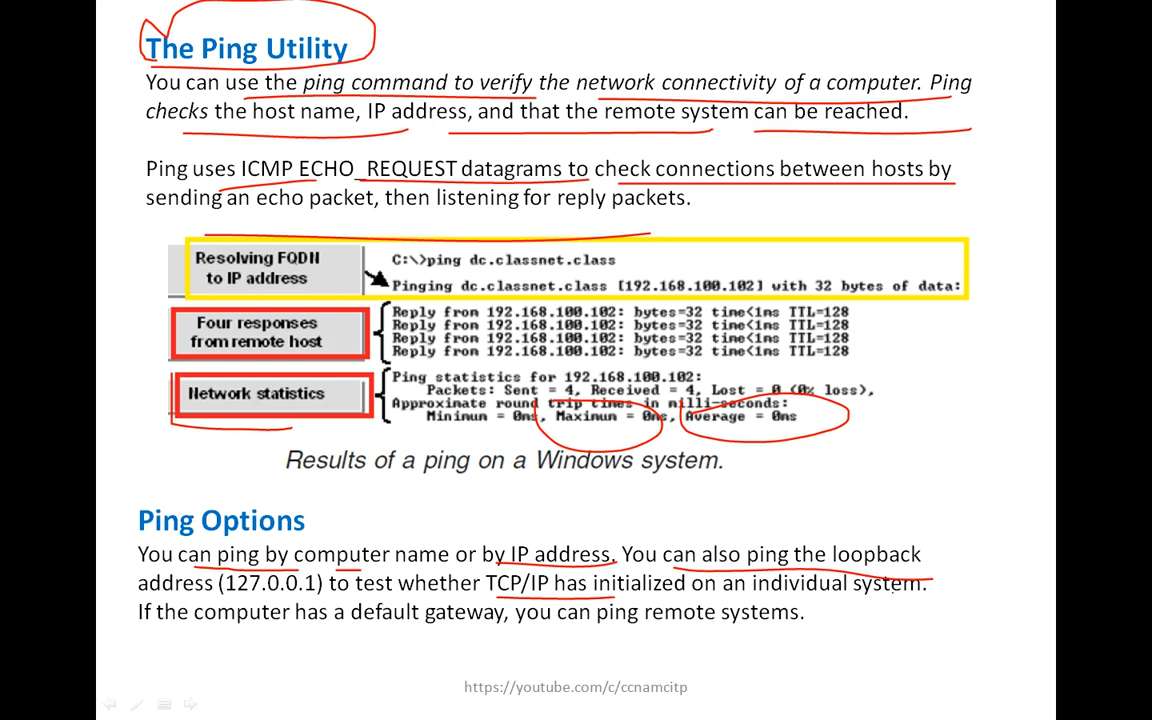 The Ping Utility
You can use the ping command to verify the network connectivity of a computer. Ping
checks the host name, IP address, and that the remote system can be reached.
Ping uses ICMP ECHO_REQUEST datagrams to check connections between hosts by
sending an echo packet, then listening for reply packets.
Resolving FQDN
to IP address
C:\>ping dc.classnet.class
Pinging dc.classnet.class [192.168.100.102] with 32 bytes of data:
Four responses
from remote host
Reply from 192.168.100.102: bytes=32 time<1ms TTL=128
Reply from 192.168.100.102: bytes=32 time<1ms TTL=128
Reply from 192.168.100.102: bytes=32 time<1ms TTL=128
Reply from 192.168.100.102: bytes=32 time<1ms TTL=128
Network statistics
Ping statistics for 192.168.100.102:
Packets: Sent = 4, Received = 4, Lost = 0 (0% loss),
Approximate round trip times in milli-seconds:
Minimum = 0ms, Maximum = 0ms, Average = 0ms
Results of a ping on a Windows system.
Ping Options
You can ping by computer name or by IP address. You can also ping the loopback
address (127.0.0.1) to test whether TCP/IP has initialized on an individual system.
If the computer has a default gateway, you can ping remote systems.
https://youtube.com/c/ccnamcitp